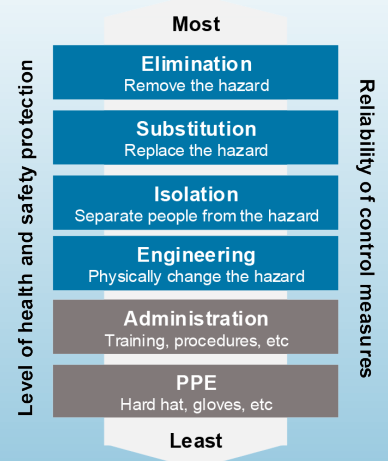 Most
Level of health and safety protection
Elimination
Remove the hazard
Substitution
Replace the hazard
Isolation
Separate people from the hazard
Engineering
Physically change the hazard
Administration
Training, procedures, etc
PPE
Hard hat, gloves, etc
Reliability of control measures
Least